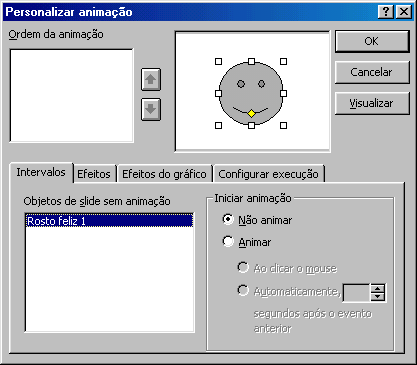 Personalizar animação
Ordem da animação
OK
Cancelar
Visualizar
Intervalos
Efeitos
Efeitos do gráfico
Configurar execução
Objetos de slide sem animação
Rosto feliz 1
Iniciar animação
Não animar
Animar
Ao clicar o mouse
Automaticamente,
segundos após o evento
anterior